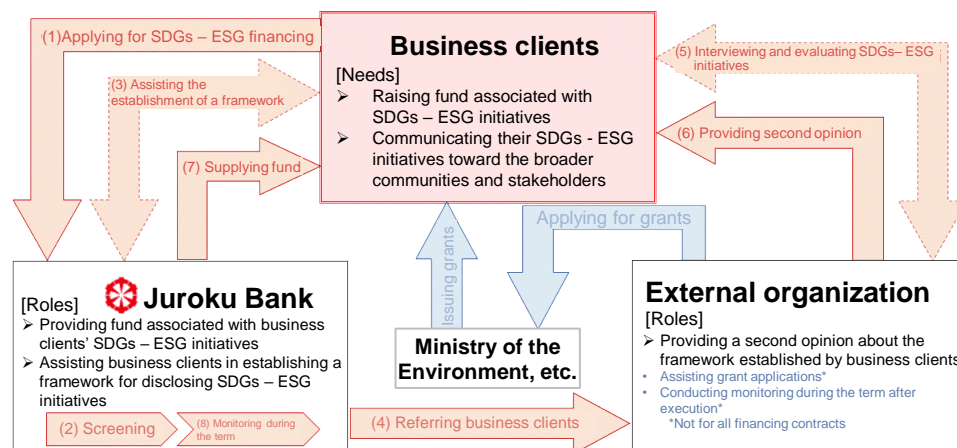 (1)Applying for SDGs – ESG financing
(3) Assisting the
establishment of a framework
(7) Supplying fund
Business clients
[Needs]
➢ Raising fund associated with
SDGs – ESG initiatives
➢ Communicating their SDGs - ESG
initiatives toward the broader
communities and stakeholders
(5) Interviewing and evaluating SDGs– ESG
initiatives
(6) Providing second opinion
Issuing grants
Applying for grants
Juroku Bank
[Roles]
➢ Providing fund associated with business
clients' SDGs – ESG initiatives
➢ Assisting business clients in establishing a
framework for disclosing SDGs – ESG
initiatives
(2) Screening
(8) Monitoring during
the term
Ministry of the
Environment, etc.
(4) Referring business clients
External organization
[Roles]
➢ Providing a second opinion about the
framework established by business clients
• Assisting grant applications*
• Conducting monitoring during the term after
execution*
*Not for all financing contracts